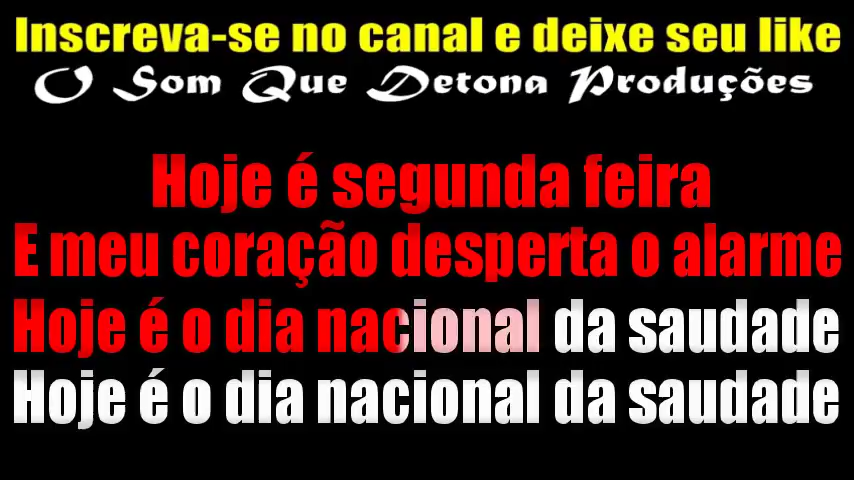 Inscreva-se no canal e deixe seu like
O Som Que Detona Produções
Hoje é segunda feira
E meu coração desperta o alarme
Hoje é o dia nacional da saudade
Hoje é o dia nacional da saudade